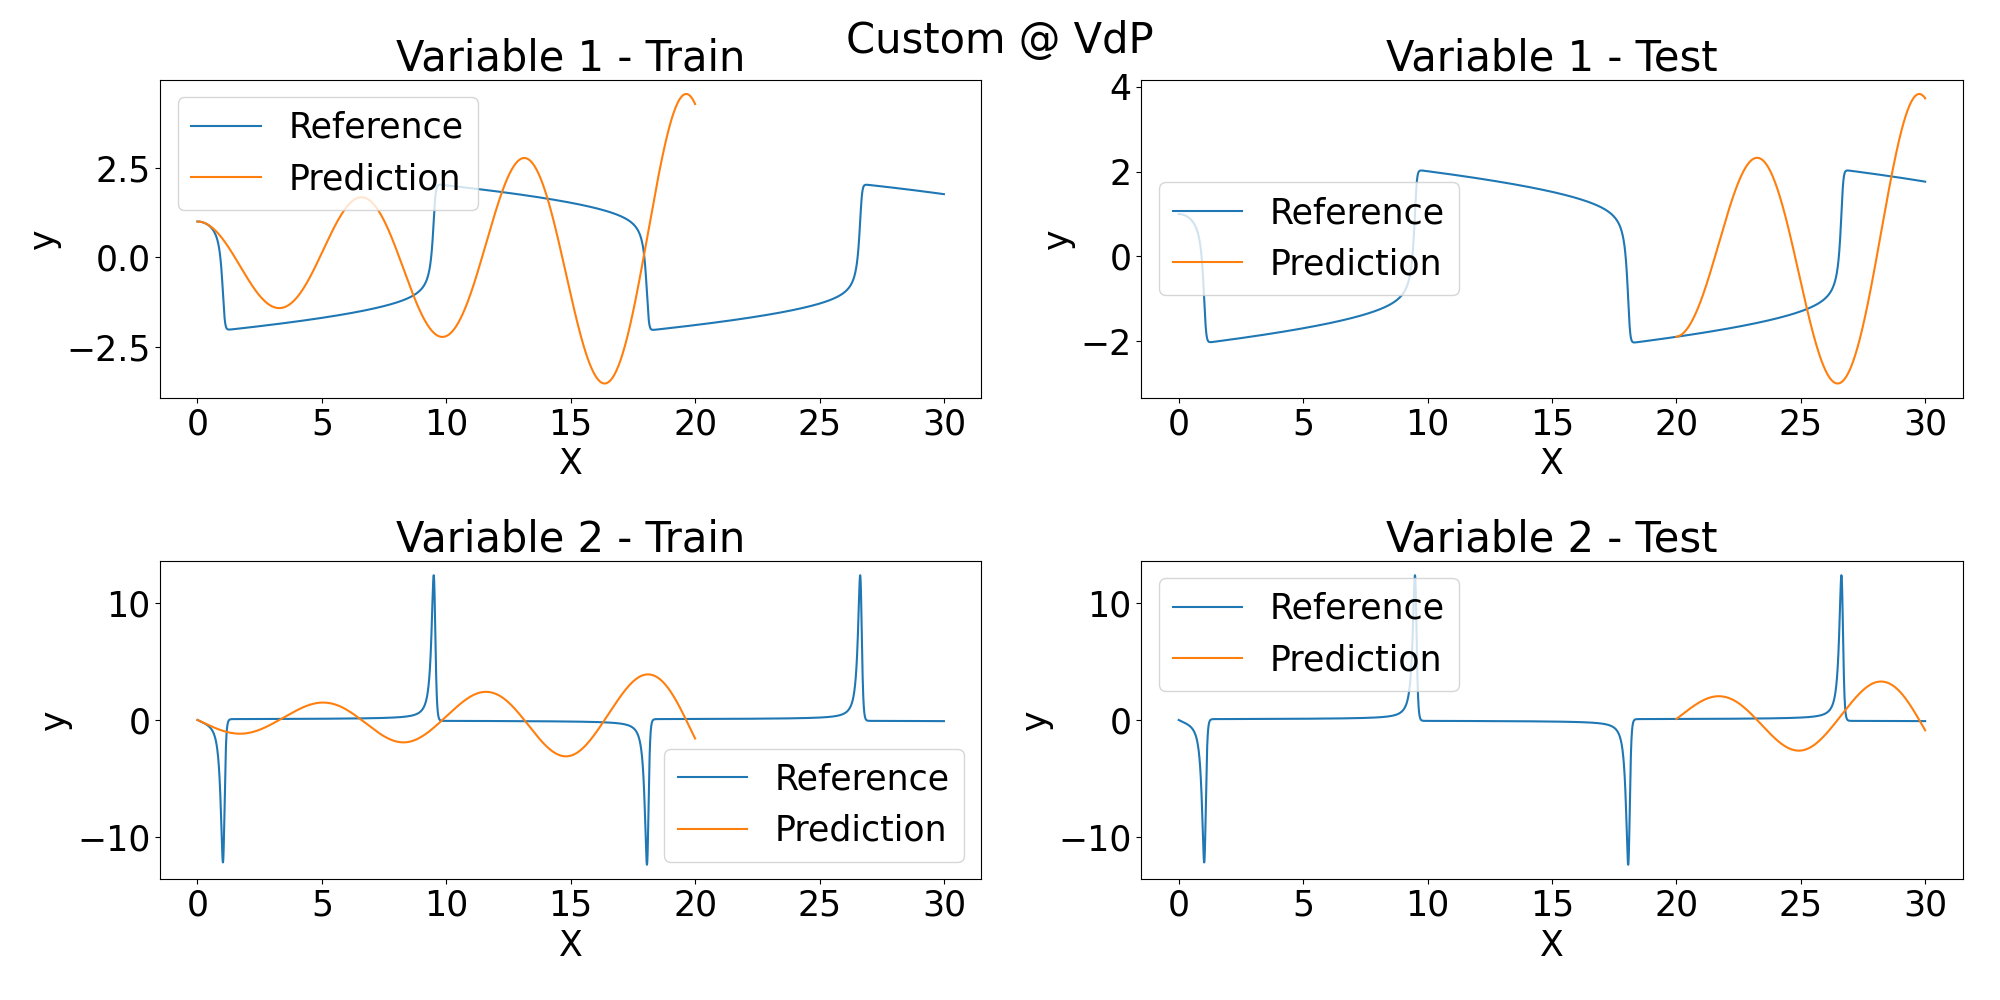 Custom @ VdP
Variable 1 - Train
Reference
Prediction
2.5
0.0
−2.5
y
0 5 10 15 20 25 30
X
Variable 1 - Test
Reference
Prediction
4
2
0
−2
y
0 5 10 15 20 25 30
X
Variable 2 - Train
10
0
−10
y
Reference
Prediction
0 5 10 15 20 25 30
X
Variable 2 - Test
Reference
Prediction
10
0
−10
y
0 5 10 15 20 25 30
X